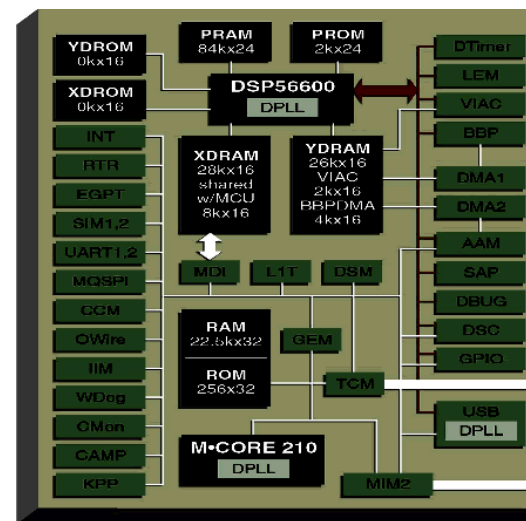 YDROM
0kx16
XDROM
0kx16
PRAM
84kx24
PROM
2kx24
DSP56600
DPLL
XDRAM
28kx16
shared
w/MCU
8kx16
YDRAM
26kx16
VIAC
2kx16
BBPDMA
4kx16
INT
RTR
EGPT
SIM1,2
UART1,2
MQSPI
CCM
OWire
IIM
WDog
CMon
CAMP
KPP
MDI
L1T
DSM
RAM
22.5kx32
ROM
256x32
GEM
TCM
M•CORE 210
DPLL
MIM2
DTimer
LEM
VIAC
BBP
DMA1
DMA2
AAM
SAP
DBUG
DSC
GPIO
USB
DPLL